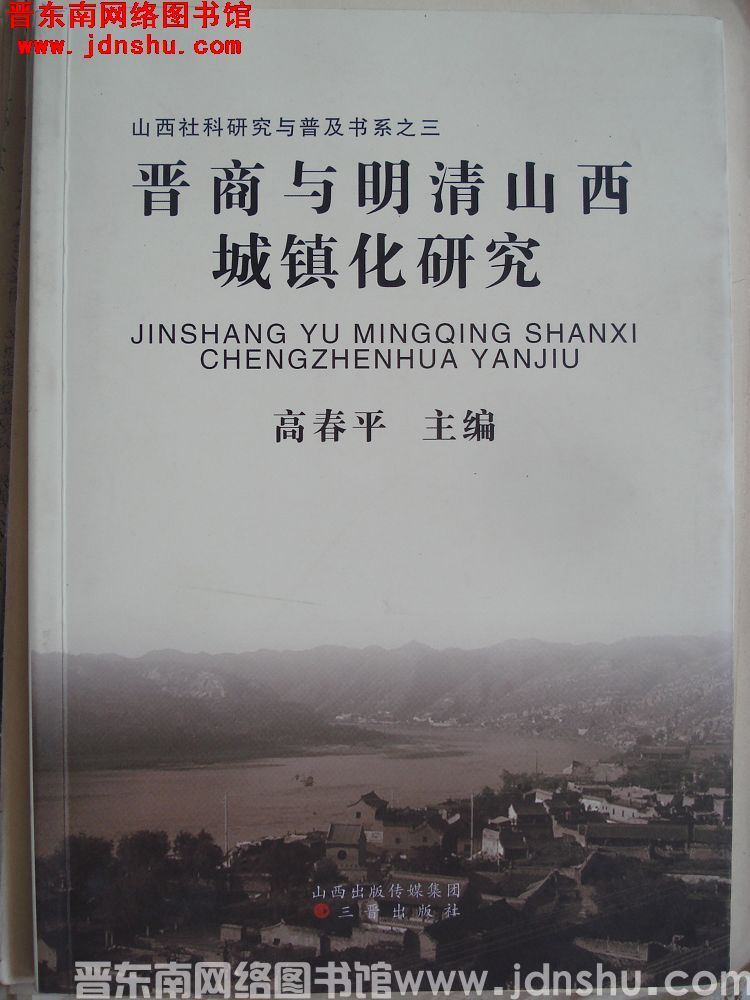 晋东南网络图书馆
www.jdnshu.com
山西社科研究与普及书系之三
晋商与明清山西
城镇化研究
JINSHANG YU MINGQING SHANXI
CHENGZHENHUA YANJIU
高春平 主编
山西出版传媒集团
三晋出版社
晋东南网络图书馆www.jdnshu.com